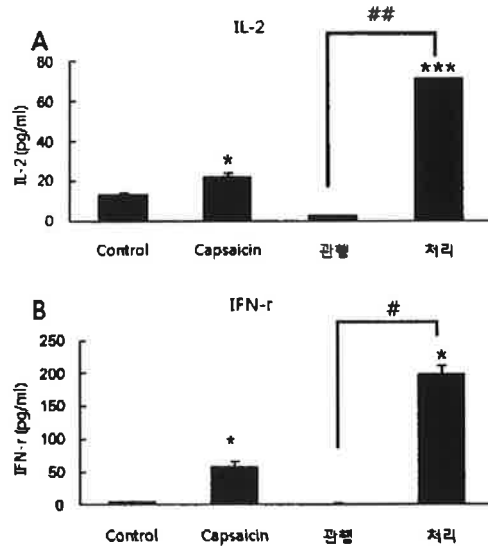 A
IL-2
##
IL-2 (pg/ml)
80
60
40
20
0
*
***
Control Capsaicin 관행 처리
B
IFN-r
#
IFN-r (pg/ml)
250
200
150
100
50
0
*
*
Control Capsaicin 관행 처리